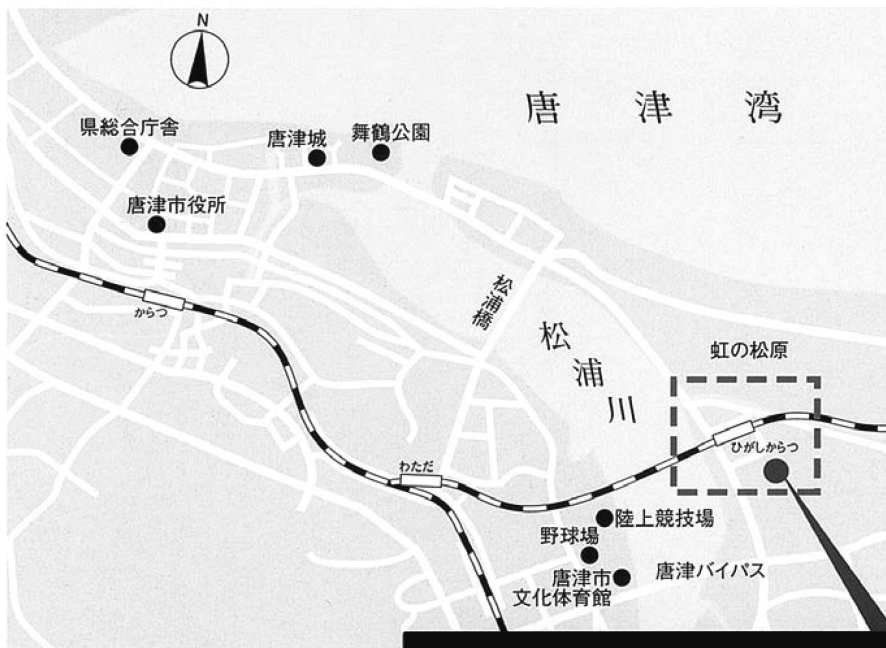 N
唐津湾
県総合庁舎
唐津城
舞鶴公園
唐津市役所
からつ
松浦橋
松浦川
虹の松原
ひがしからつ
わただ
陸上競技場
野球場
唐津市
文化体育館
唐津バイパス